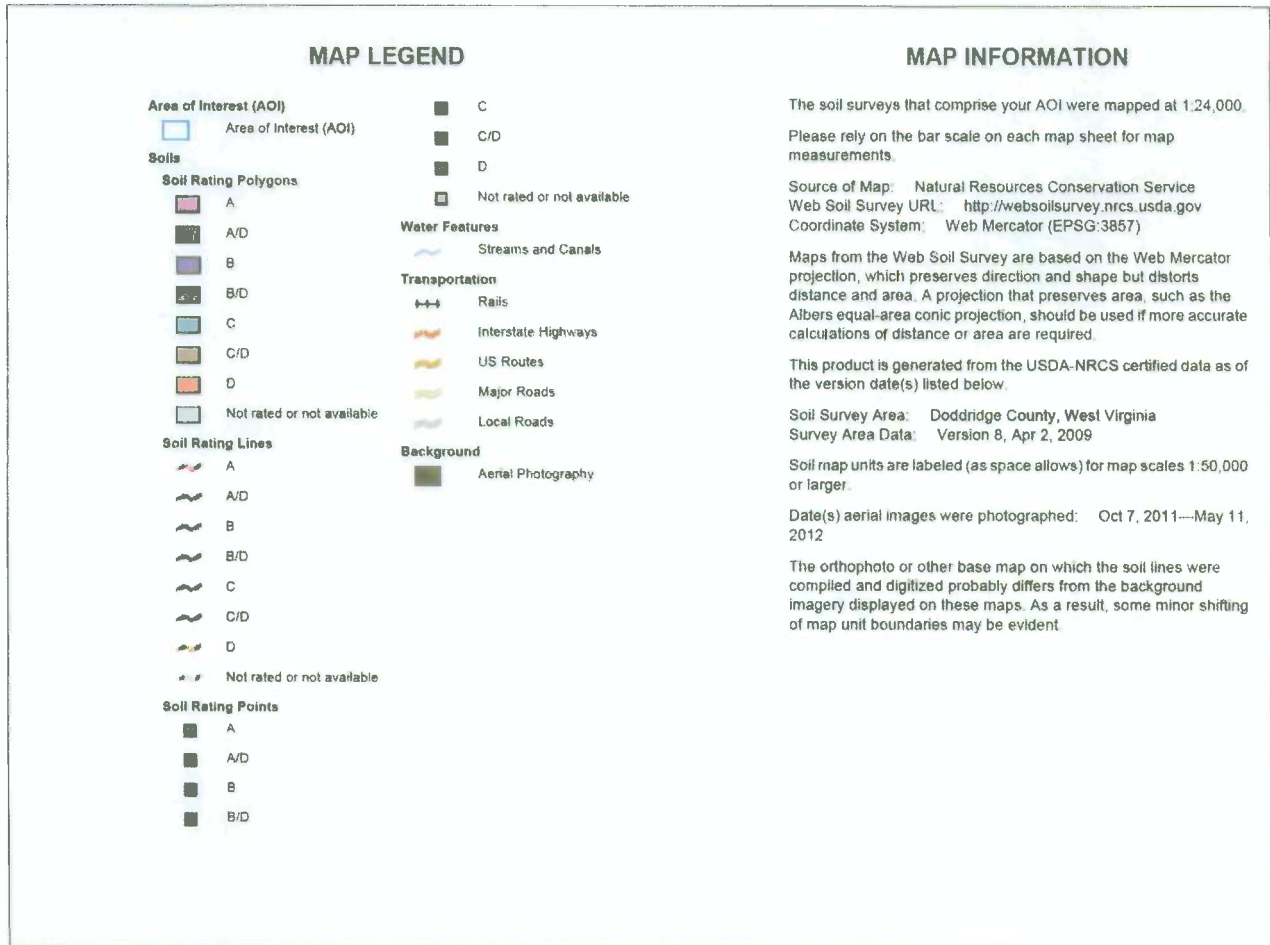 MAP LEGEND
Area of Interest (AOI)
Area of Interest (AOI)
Soils
Soil Rating Polygons
A
A/D
B
B/D
C
C/D
D
Not rated or not available
Soil Rating Lines
A
A/D
B
B/D
C
C/D
D
Not rated or not available
Soil Rating Points
A
A/D
B
B/D
C
C/D
D
Not rated or not available
Water Features
Streams and Canals
Transportation
Rails
Interstate Highways
US Routes
Major Roads
Local Roads
Background
Aerial Photography
MAP INFORMATION
The soil surveys that comprise your AOI were mapped at 1:24,000.
Please rely on the bar scale on each map sheet for map
measurements.
Source of Map: Natural Resources Conservation Service
Web Soil Survey URL: http://websoilsurvey.nrcs.usda.gov
Coordinate System: Web Mercator (EPSG:3857)
Maps from the Web Soil Survey are based on the Web Mercator
projection, which preserves direction and shape but distorts
distance and area. A projection that preserves area, such as the
Albers equal-area conic projection, should be used if more accurate
calculations of distance or area are required.
This product is generated from the USDA-NRCS certified data as of
the version date(s) listed below.
Soil Survey Area: Doddridge County, West Virginia
Survey Area Data: Version 8, Apr 2, 2009
Soil map units are labeled (as space allows) for map scales 1:50,000
or larger.
Date(s) aerial images were photographed: Oct 7, 2011—May 11,
2012
The orthophoto or other base map on which the soil lines were
compiled and digitized probably differs from the background
imagery displayed on these maps. As a result, some minor shifting
of map unit boundaries may be evident.